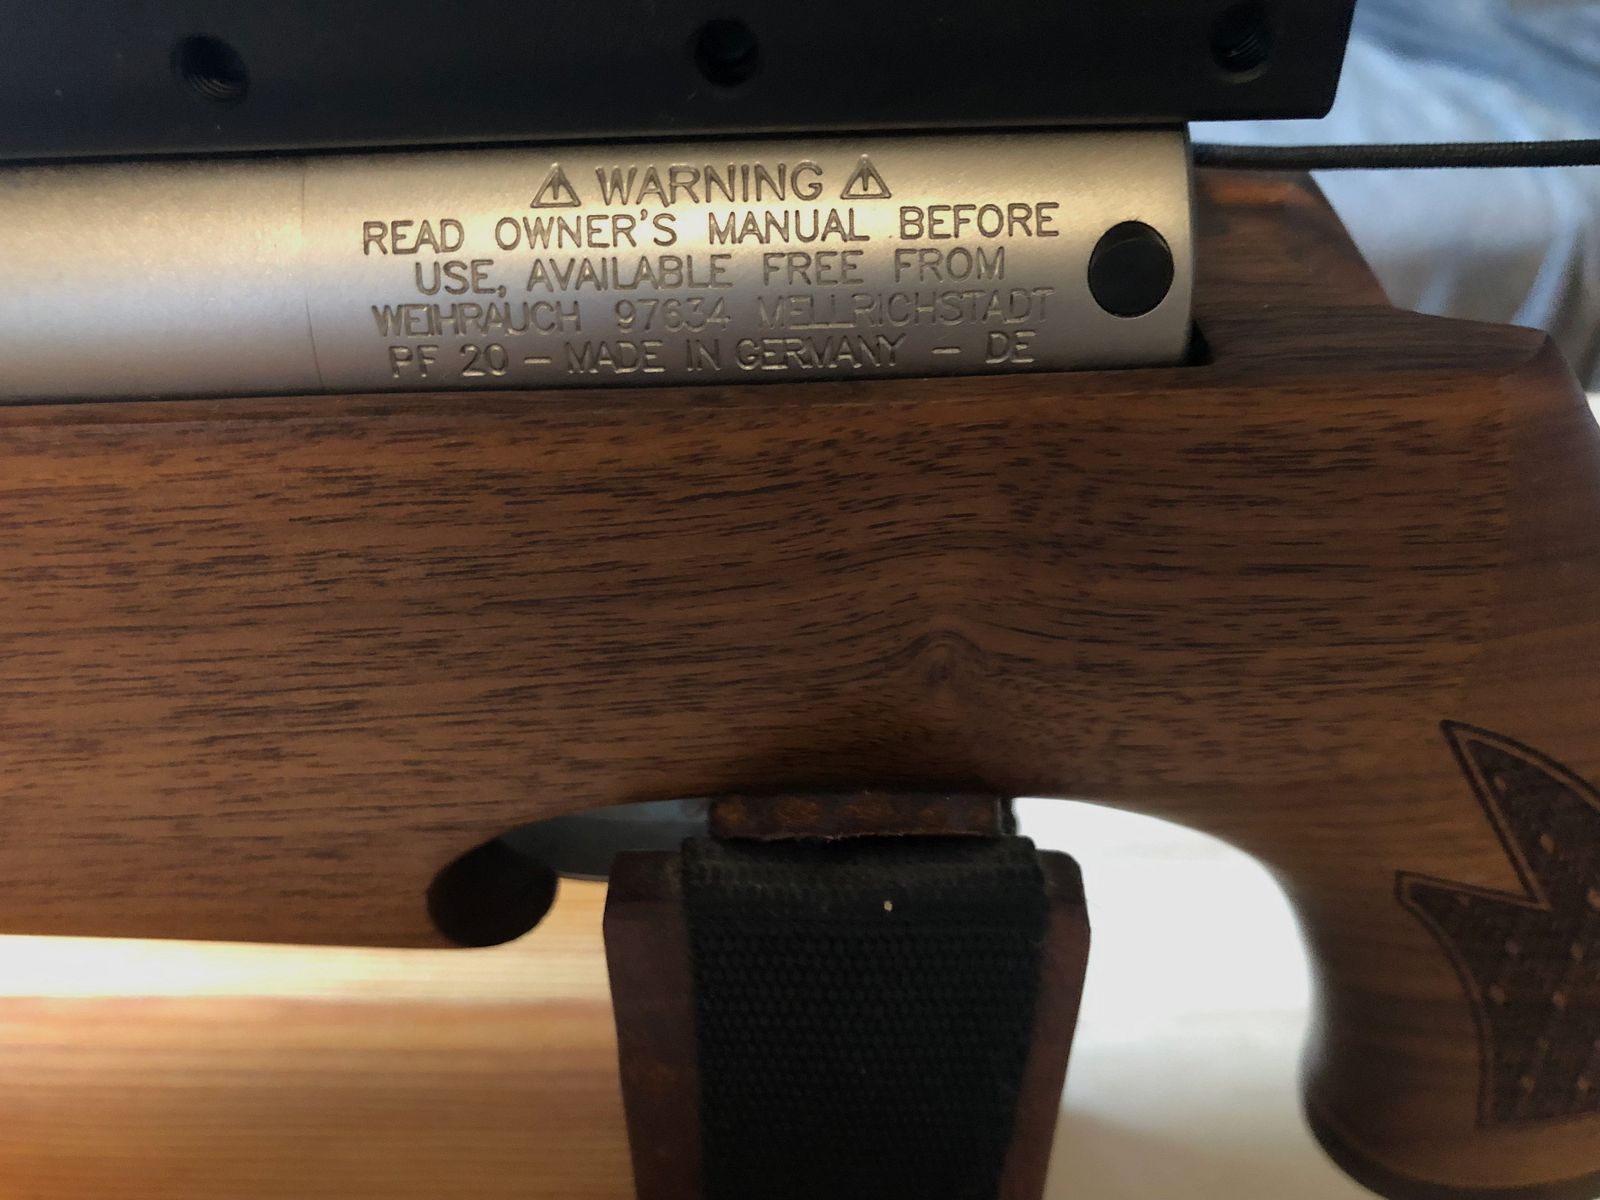 ⚠ WARNING ⚠
READ OWNER'S MANUAL BEFORE
USE, AVAILABLE FREE FROM
WEIHRAUCH 97634 MELLRICHSTADT
PF 20 – MADE IN GERMANY – DE